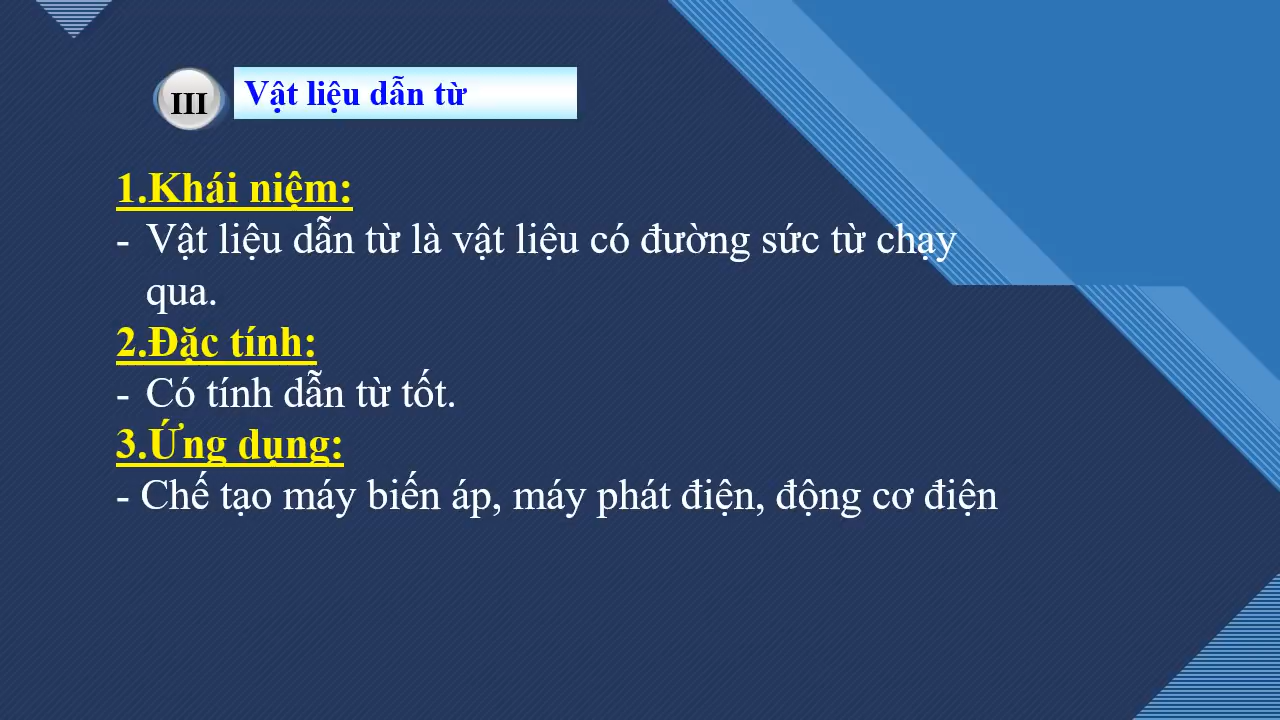 III Vật liệu dẫn từ
1.Khái niệm:
- Vật liệu dẫn từ là vật liệu có đường sức từ chạy
qua.
2.Đặc tính:
- Có tính dẫn từ tốt.
3.Ứng dụng:
- Chế tạo máy biến áp, máy phát điện, động cơ điện